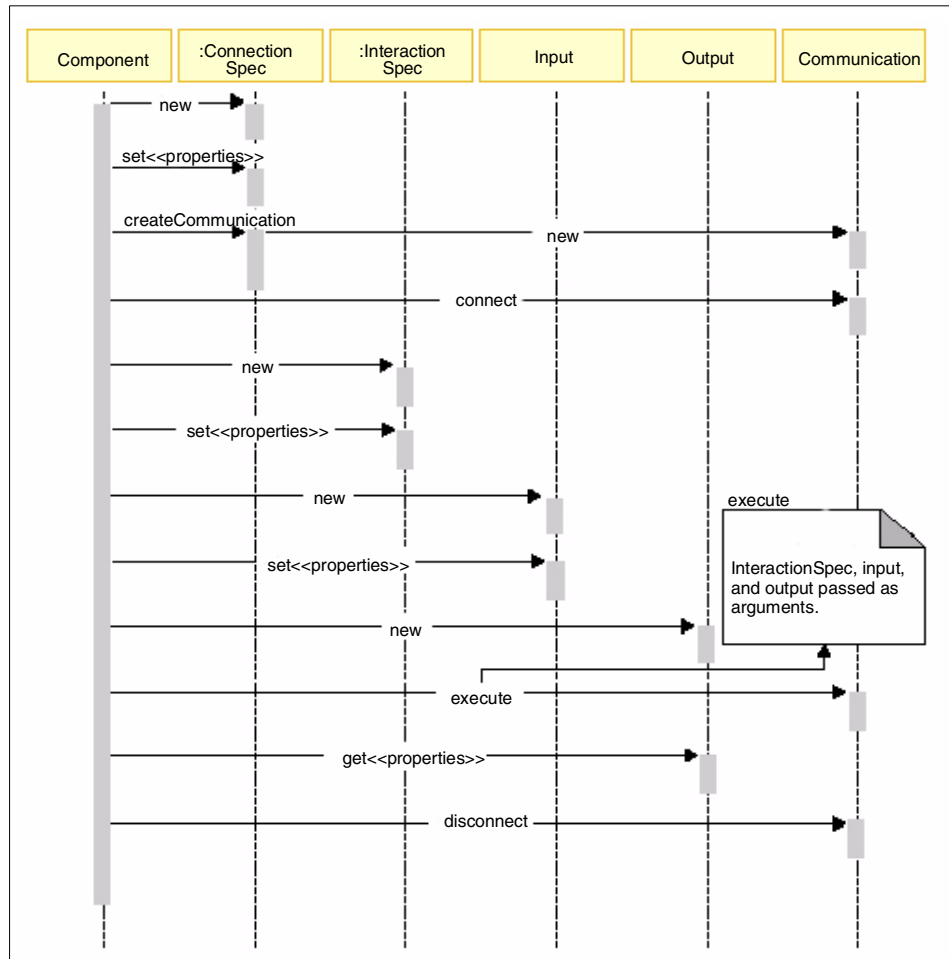 Component
:Connection
Spec
:Interaction
Spec
Input
Output
Communication
new
set<<properties>>
createCommunication
new
connect
new
set<<properties>>
new
execute
set<<properties>>
InteractionSpec, input,
and output passed as
arguments.
new
execute
get<<properties>>
disconnect